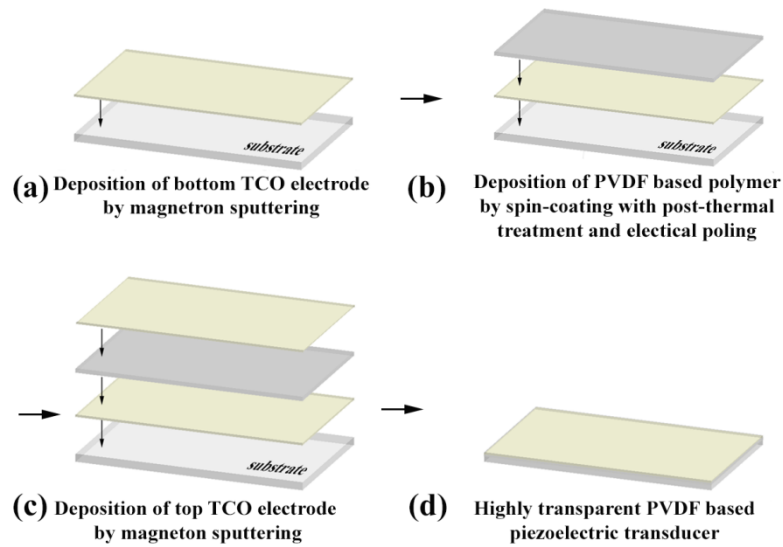 substrate
(a) Deposition of bottom TCO electrode
by magnetron sputtering
substrate
(b) Deposition of PVDF based polymer
by spin-coating with post-thermal
treatment and electical poling
substrate
(c) Deposition of top TCO electrode
by magneton sputtering
(d) Highly transparent PVDF based
piezoelectric transducer